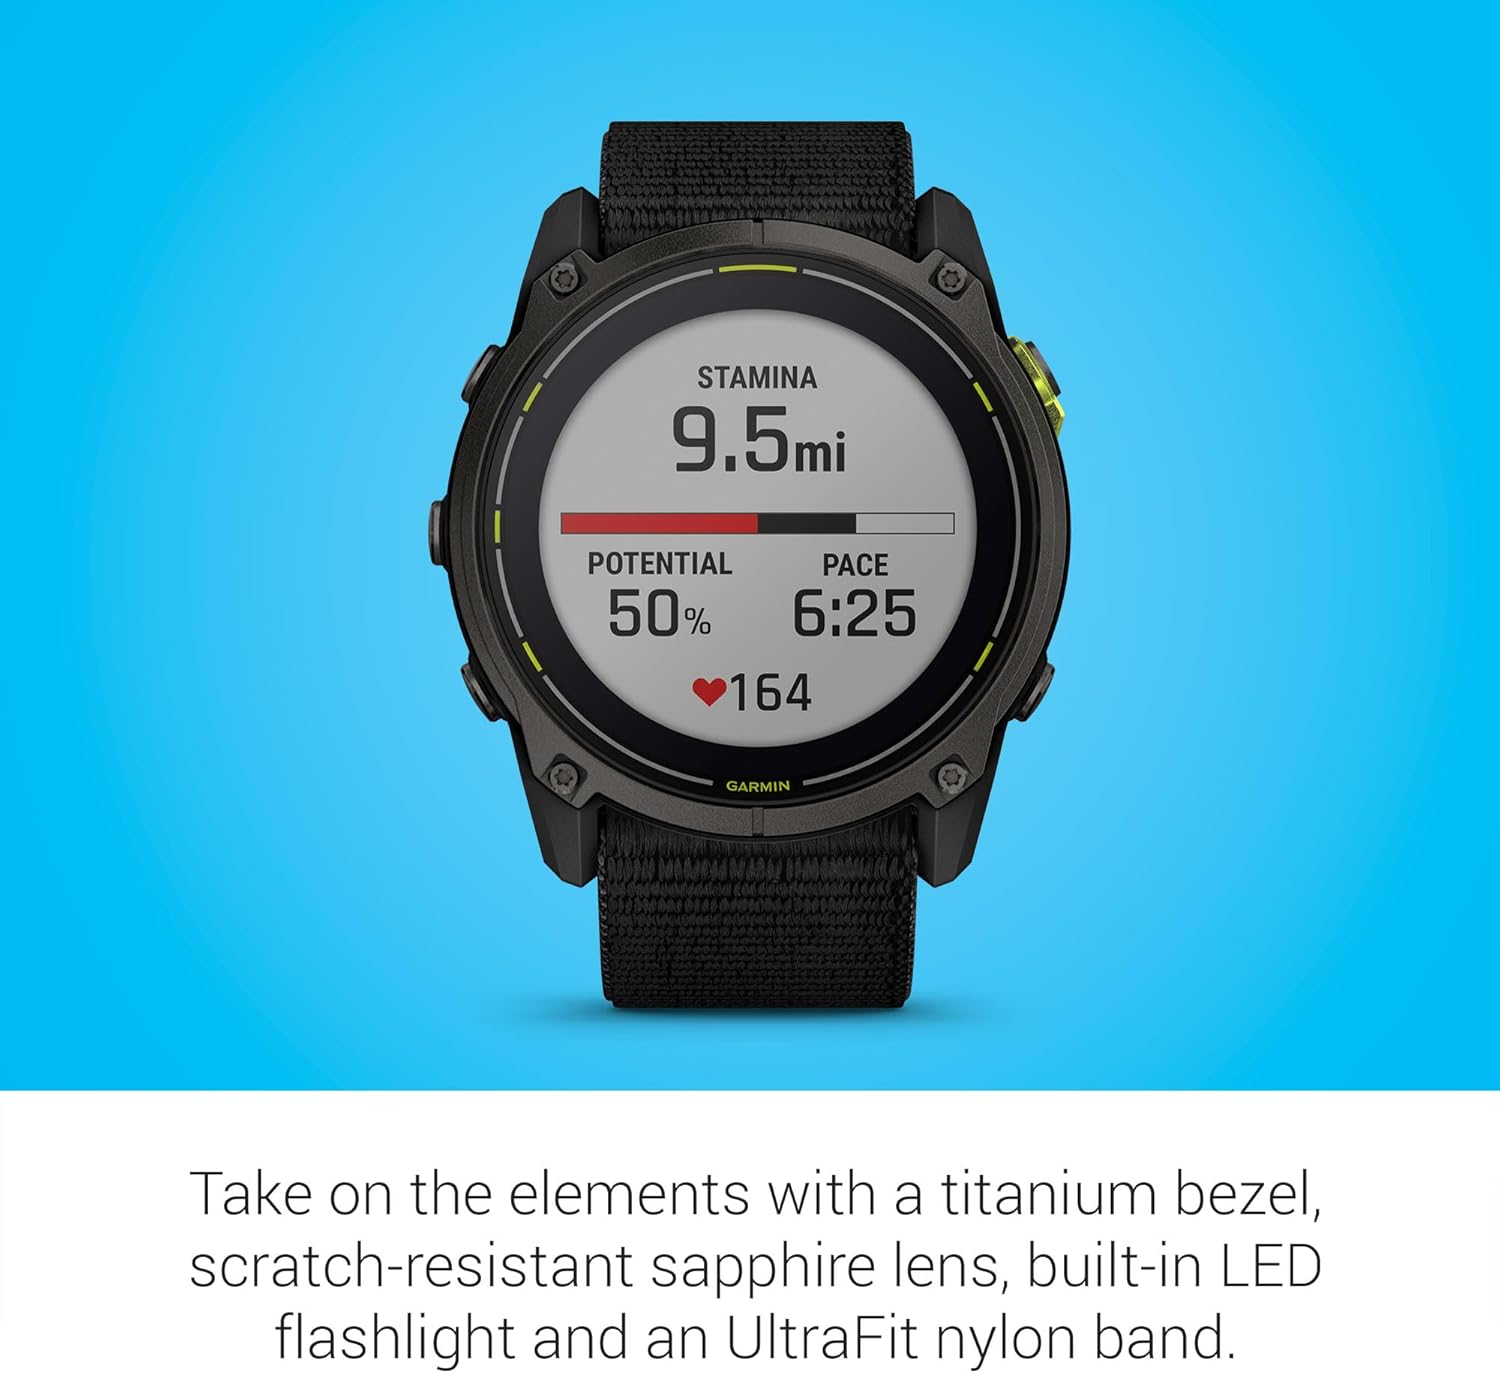 STAMINA
9.5mi
POTENTIAL PACE
50% 6:25
164
GARMIN
Take on the elements with a titanium bezel,
scratch-resistant sapphire lens, built-in LED
flashlight and an UltraFit nylon band.